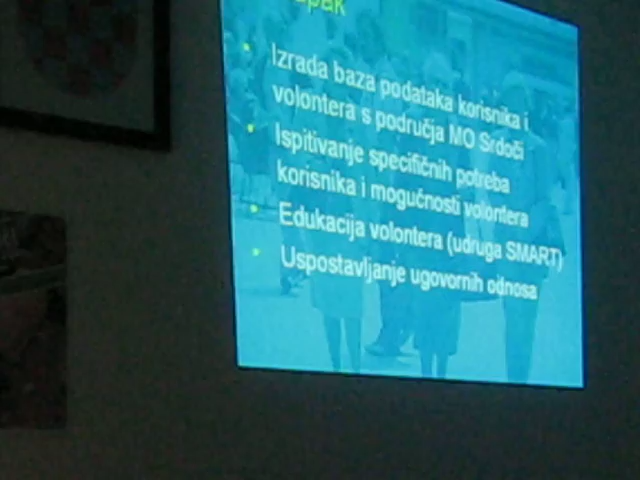 Izrada baza podataka korisnika i
volontera s područja MO Srdoči
Ispitivanje specifičnih potreba
korisnika i mogućnosti volontera
Edukacija volontera (udruga SMART)
Uspostavljanje ugovornih odnosa